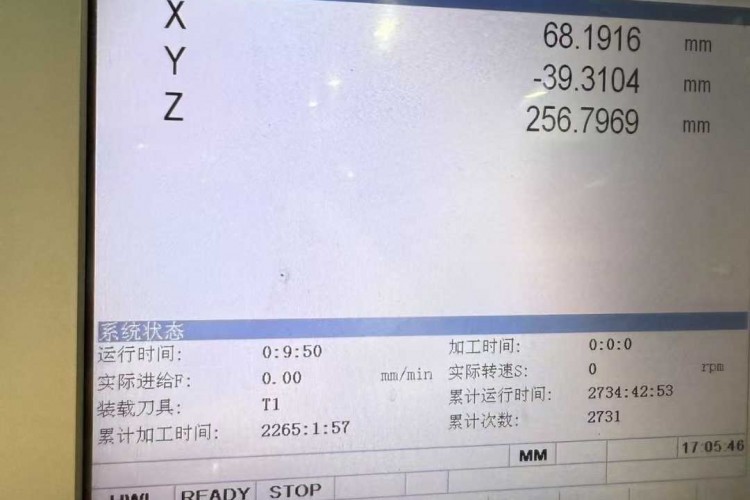 X 68.1916 mm
Y -39.3104 mm
Z 256.7969 mm
系统状态
运行时间: 0:9:50 加工时间: 0:0:0
实际进给F: 0.00 mm/min 实际转速S: 0 rpm
装载刀具: T1 累计运行时间: 2734:42:53
累计加工时间: 2265:1:57 累计次数: 2731
MM 17:05:46
READY STOP